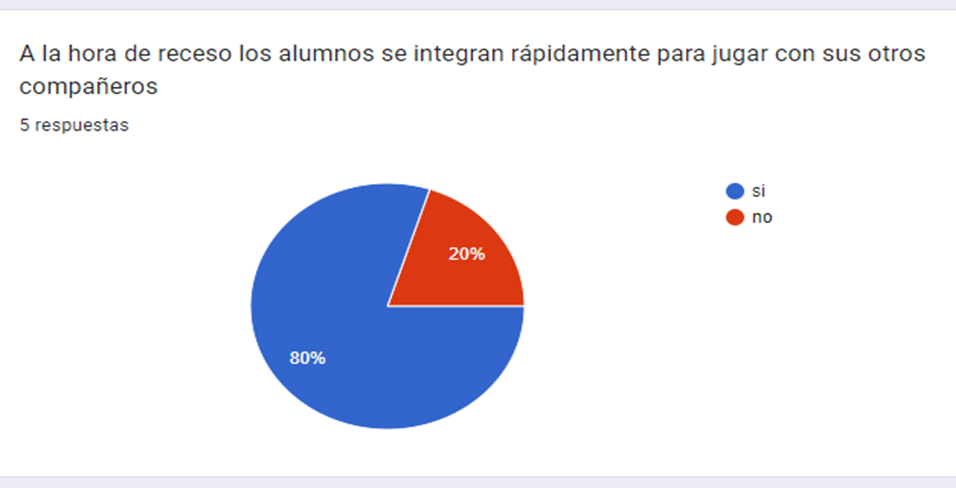 A la hora de receso los alumnos se integran rápidamente para jugar con sus otros
compañeros
5 respuestas
si
no
20%
80%